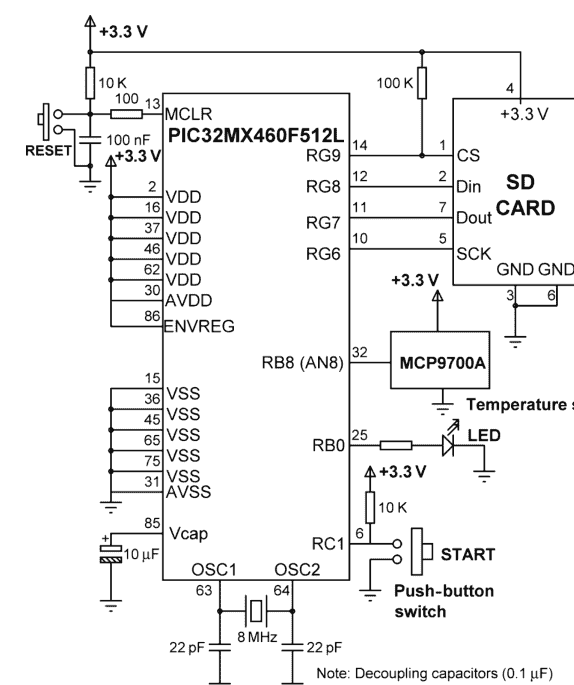 +3.3 V
10 K
100
13
MCLR
RESET
100 nF
+3.3 V
PIC32MX460F512L
100 K
4
+3.3 V
RG9
14
1
CS
RG8
12
2
Din
RG7
11
7
Dout
RG6
10
5
SCK
SD
CARD
GND GND
3
6
2
VDD
16
VDD
37
VDD
46
VDD
62
VDD
30
AVDD
86
ENVREG
+3.3 V
RB8 (AN8)
32
MCP9700A
Temperature s
15
VSS
36
VSS
45
VSS
65
VSS
75
VSS
31
AVSS
RB0
25
LED
+3.3 V
10 K
85
Vcap
+
10 µF
RC1
6
START
Push-button
switch
OSC1
OSC2
63
64
8 MHz
22 pF
22 pF
Note: Decoupling capacitors (0.1 µF)